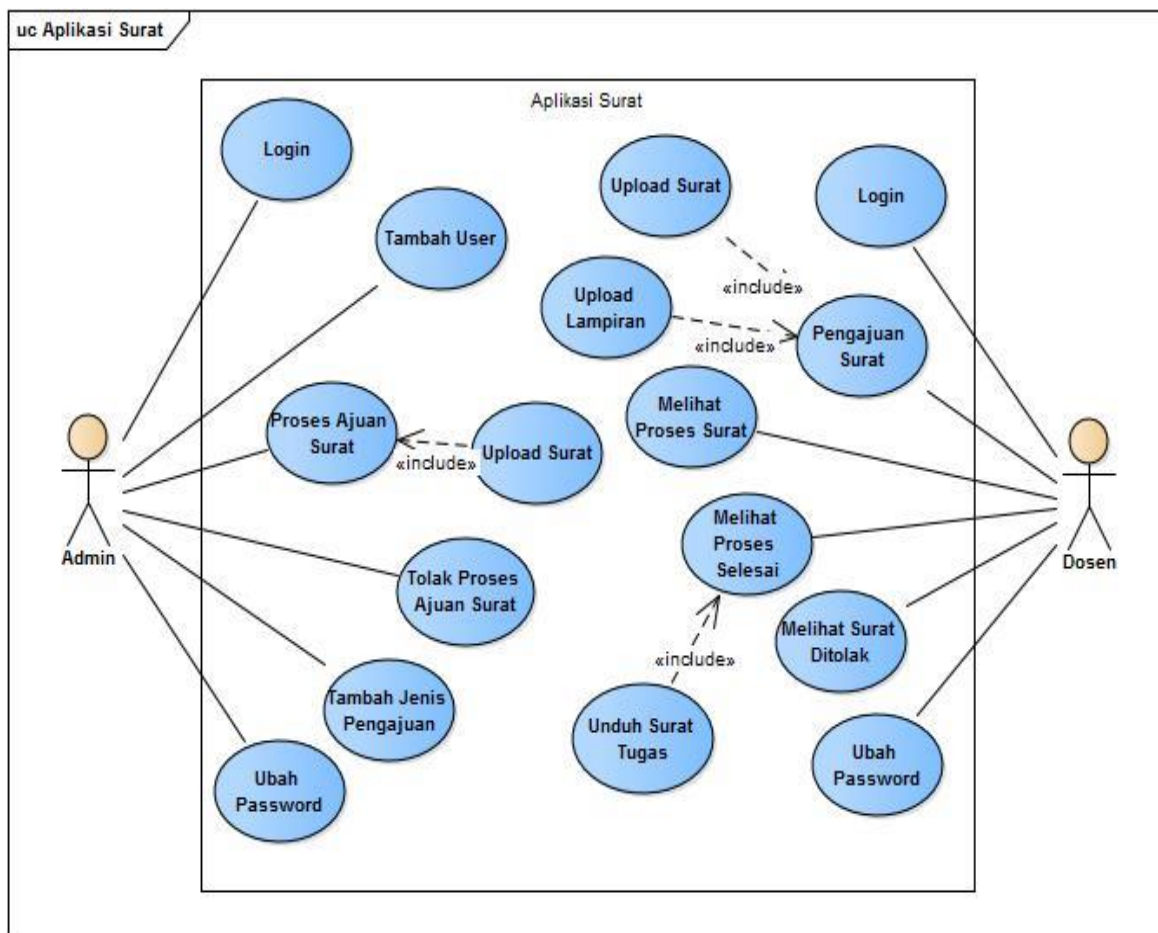 uc Aplikasi Surat
Aplikasi Surat
Login
Upload Surat
Login
Tambah User
«include»
Upload
Lampiran
«include»
Pengajuan
Surat
Melihat
Proses Surat
Proses Ajuan
Surat
«include»
Upload Surat
Melihat
Proses
Selesai
Admin
Dosen
Tolak Proses
Ajuan Surat
Melihat Surat
Ditolak
«include»
Tambah Jenis
Pengajuan
Unduh Surat
Tugas
Ubah
Password
Ubah
Password